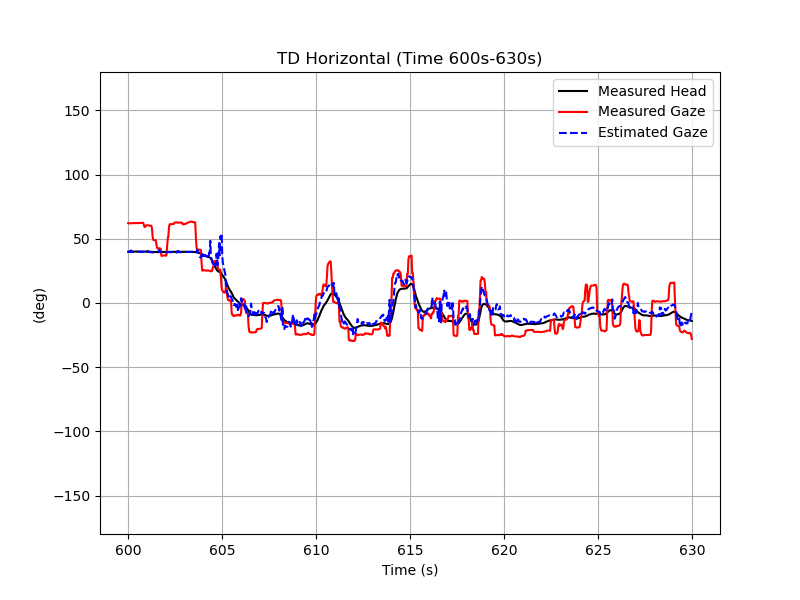 TD Horizontal (Time 600s-630s)
Measured Head
Measured Gaze
Estimated Gaze
150
100
50
0
−50
−100
−150
(deg)
600 605 610 615 620 625 630
Time (s)